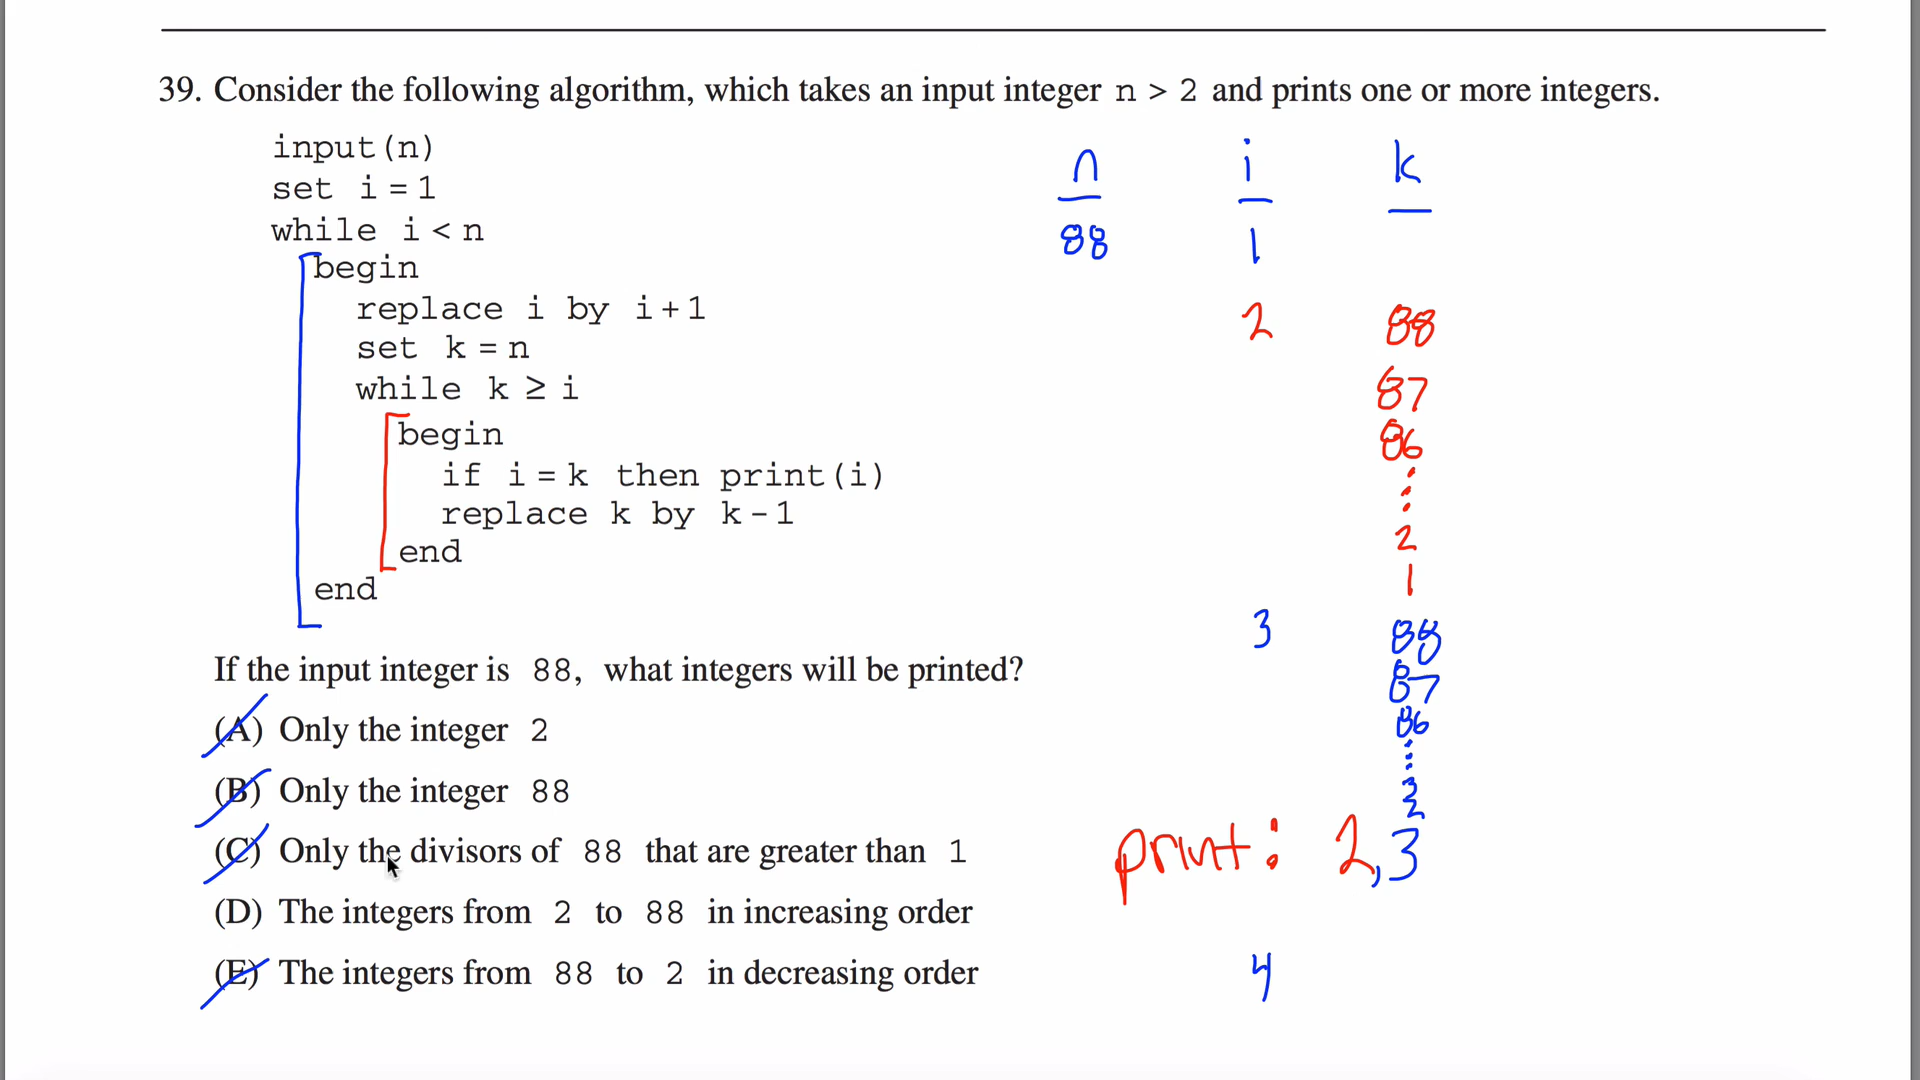 39. Consider the following algorithm, which takes an input integer n > 2 and prints one or more integers.
input(n)
set i = 1
while i < n
begin
replace i by i + 1
set k = n
while k ≥ i
begin
if i = k then print(i)
replace k by k - 1
end
end
If the input integer is 88, what integers will be printed?
(A) Only the integer 2
(B) Only the integer 88
(C) Only the divisors of 88 that are greater than 1
(D) The integers from 2 to 88 in increasing order
(E) The integers from 88 to 2 in decreasing order
n i k
88 1
2 88
87
86
⋮
2
1
3 88
87
86
⋮
3
2
print: 2, 3
4